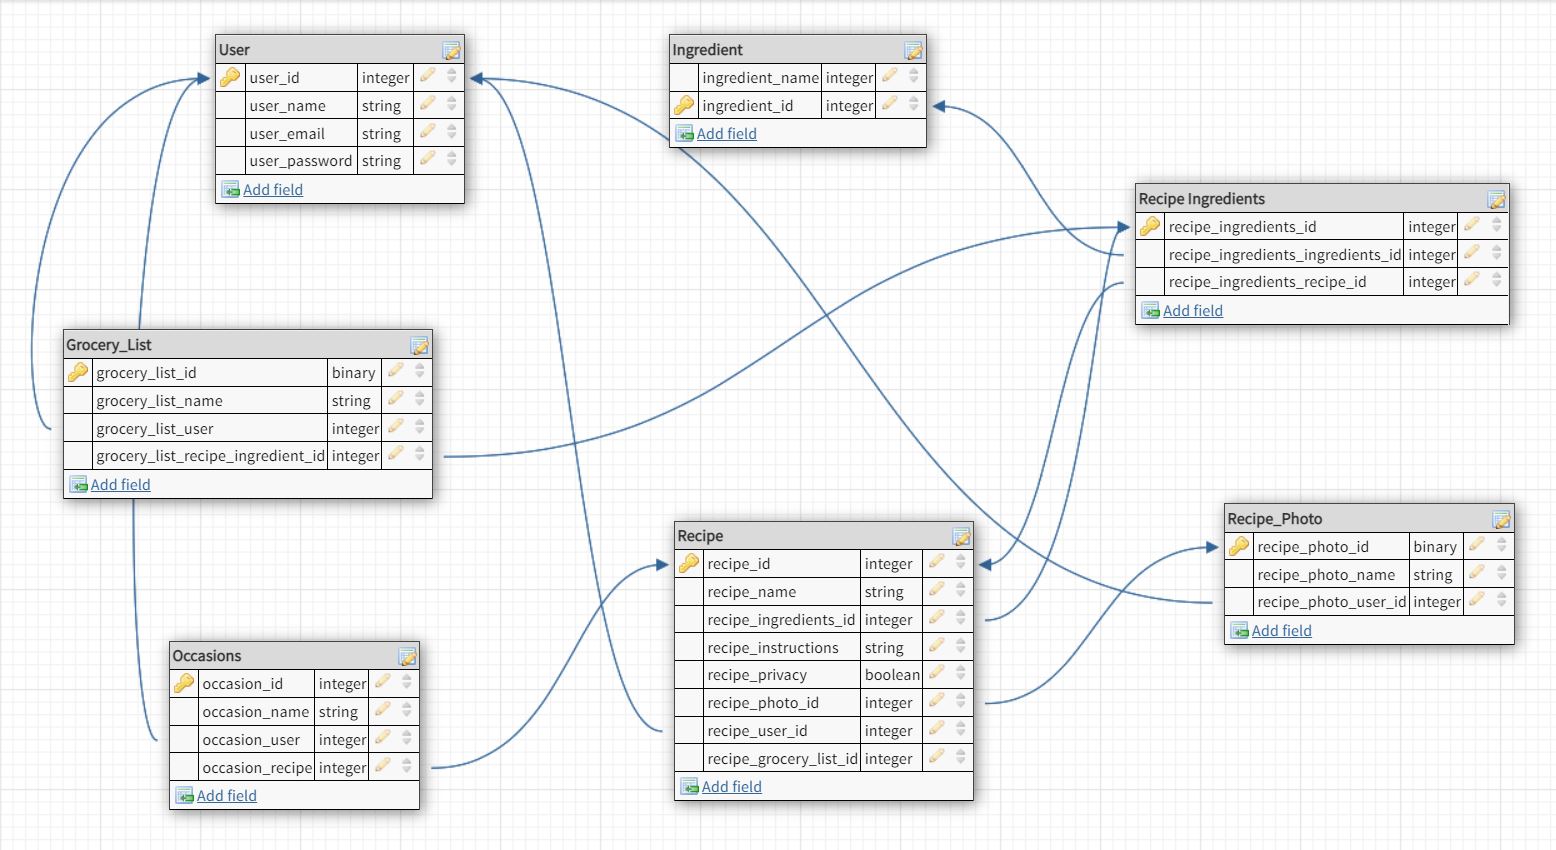 User
user_id integer
user_name string
user_email string
user_password string
Add field
Ingredient
ingredient_name integer
ingredient_id integer
Add field
Recipe Ingredients
recipe_ingredients_id integer
recipe_ingredients_ingredients_id integer
recipe_ingredients_recipe_id integer
Add field
Grocery_List
grocery_list_id binary
grocery_list_name string
grocery_list_user integer
grocery_list_recipe_ingredient_id integer
Add field
Recipe
recipe_id integer
recipe_name string
recipe_ingredients_id integer
recipe_instructions string
recipe_privacy boolean
recipe_photo_id integer
recipe_user_id integer
recipe_grocery_list_id integer
Add field
Recipe_Photo
recipe_photo_id binary
recipe_photo_name string
recipe_photo_user_id integer
Add field
Occasions
occasion_id integer
occasion_name string
occasion_user integer
occasion_recipe integer
Add field